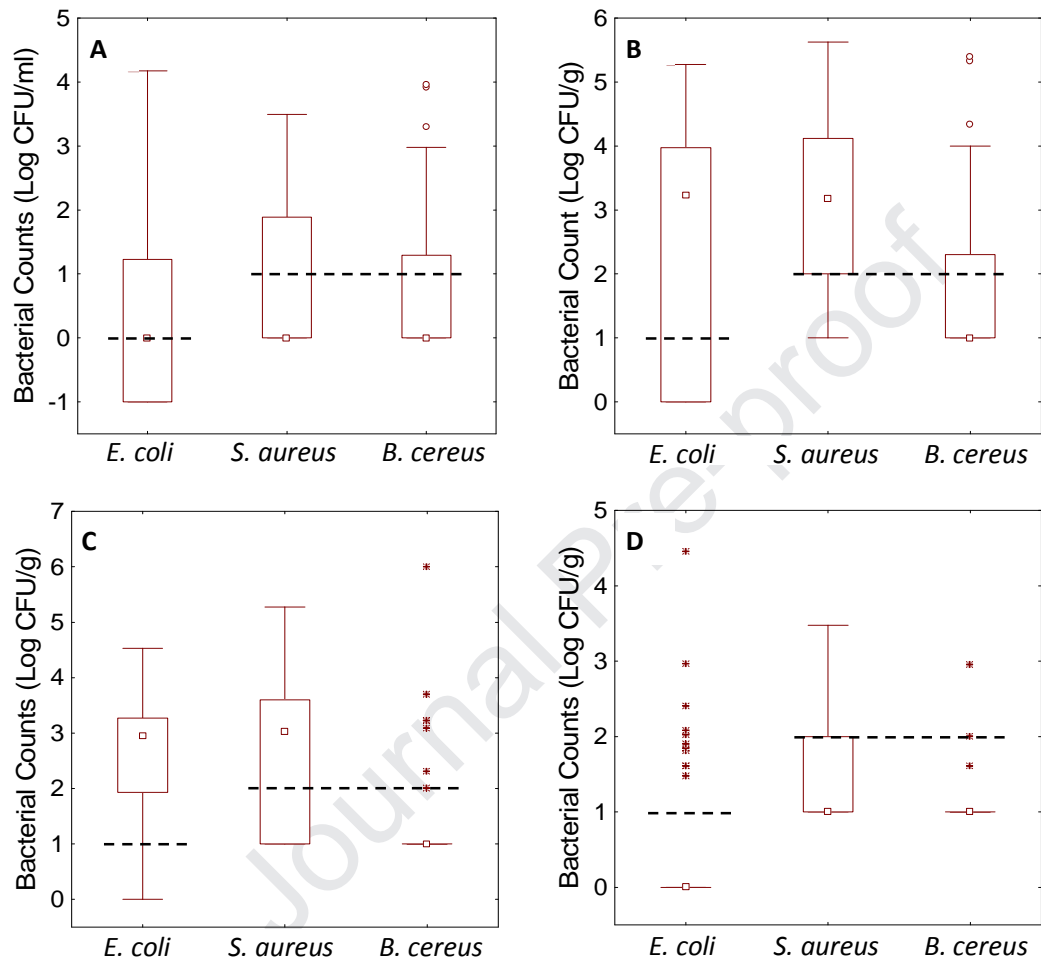 A
Bacterial Counts (Log CFU/ml)
5
4
3
2
1
0
-1
E. coli S. aureus B. cereus
B
Bacterial Count (Log CFU/g)
6
5
4
3
2
1
0
E. coli S. aureus B. cereus
C
Bacterial Counts (Log CFU/g)
7
6
5
4
3
2
1
0
E. coli S. aureus B. cereus
D
Bacterial Counts (Log CFU/g)
5
4
3
2
1
0
E. coli S. aureus B. cereus
Journal Pre-proof